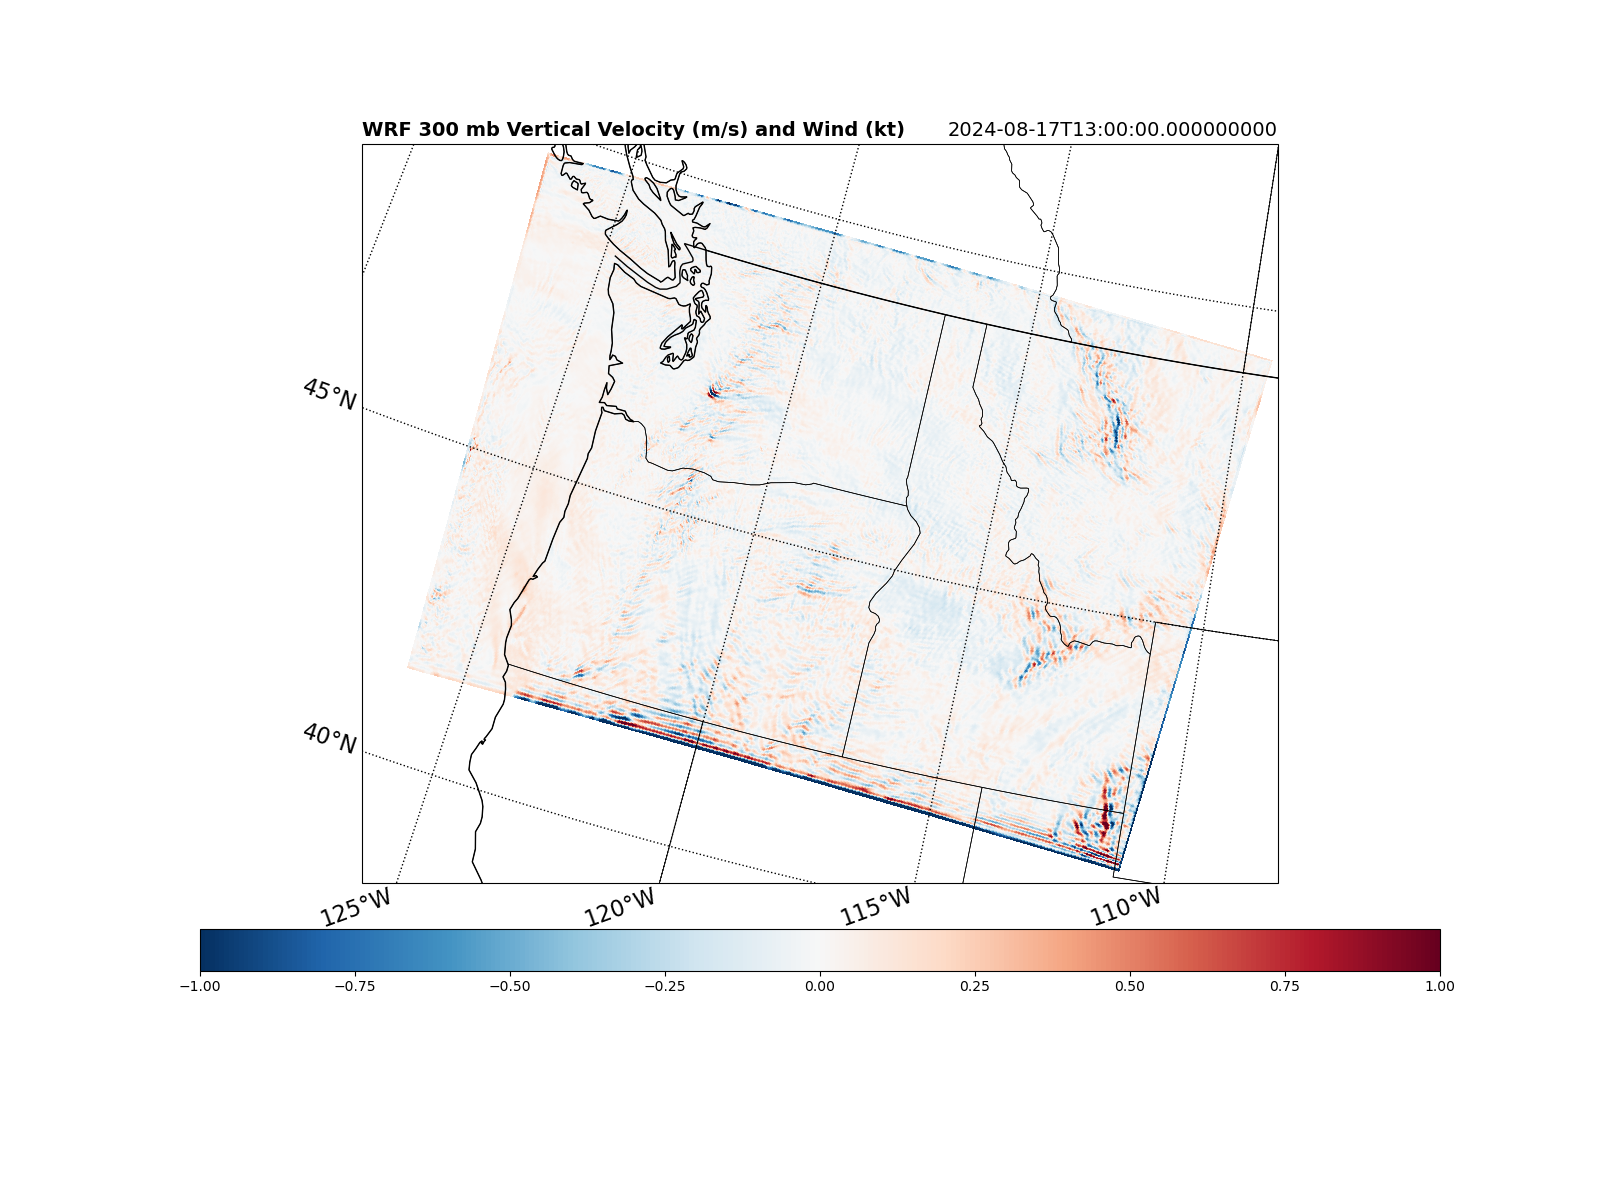 WRF 300 mb Vertical Velocity (m/s) and Wind (kt) 2024-08-17T13:00:00.000000000
45°N
40°N
125°W 120°W 115°W 110°W
−1.00 −0.75 −0.50 −0.25 0.00 0.25 0.50 0.75 1.00